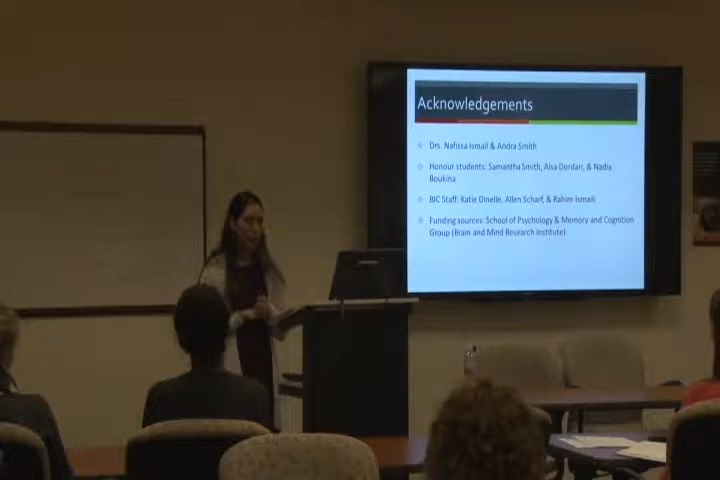 Acknowledgements
Drs. Nafissa Ismail & Andra Smith
Honour students: Samantha Smith, Aisa Dordari, & Nadia
Boukina
BIC Staff: Katie Dinelle, Allen Scharf, & Rahim Ismaili
Funding sources: School of Psychology & Memory and Cognition
Group (Brain and Mind Research Institute)